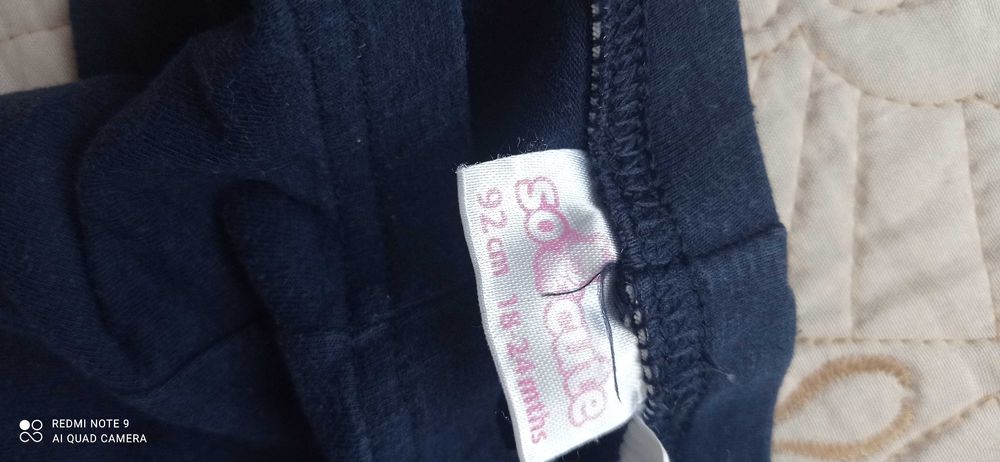 so cute
92 cm 18 24 mths
REDMI NOTE 9
AI QUAD CAMERA